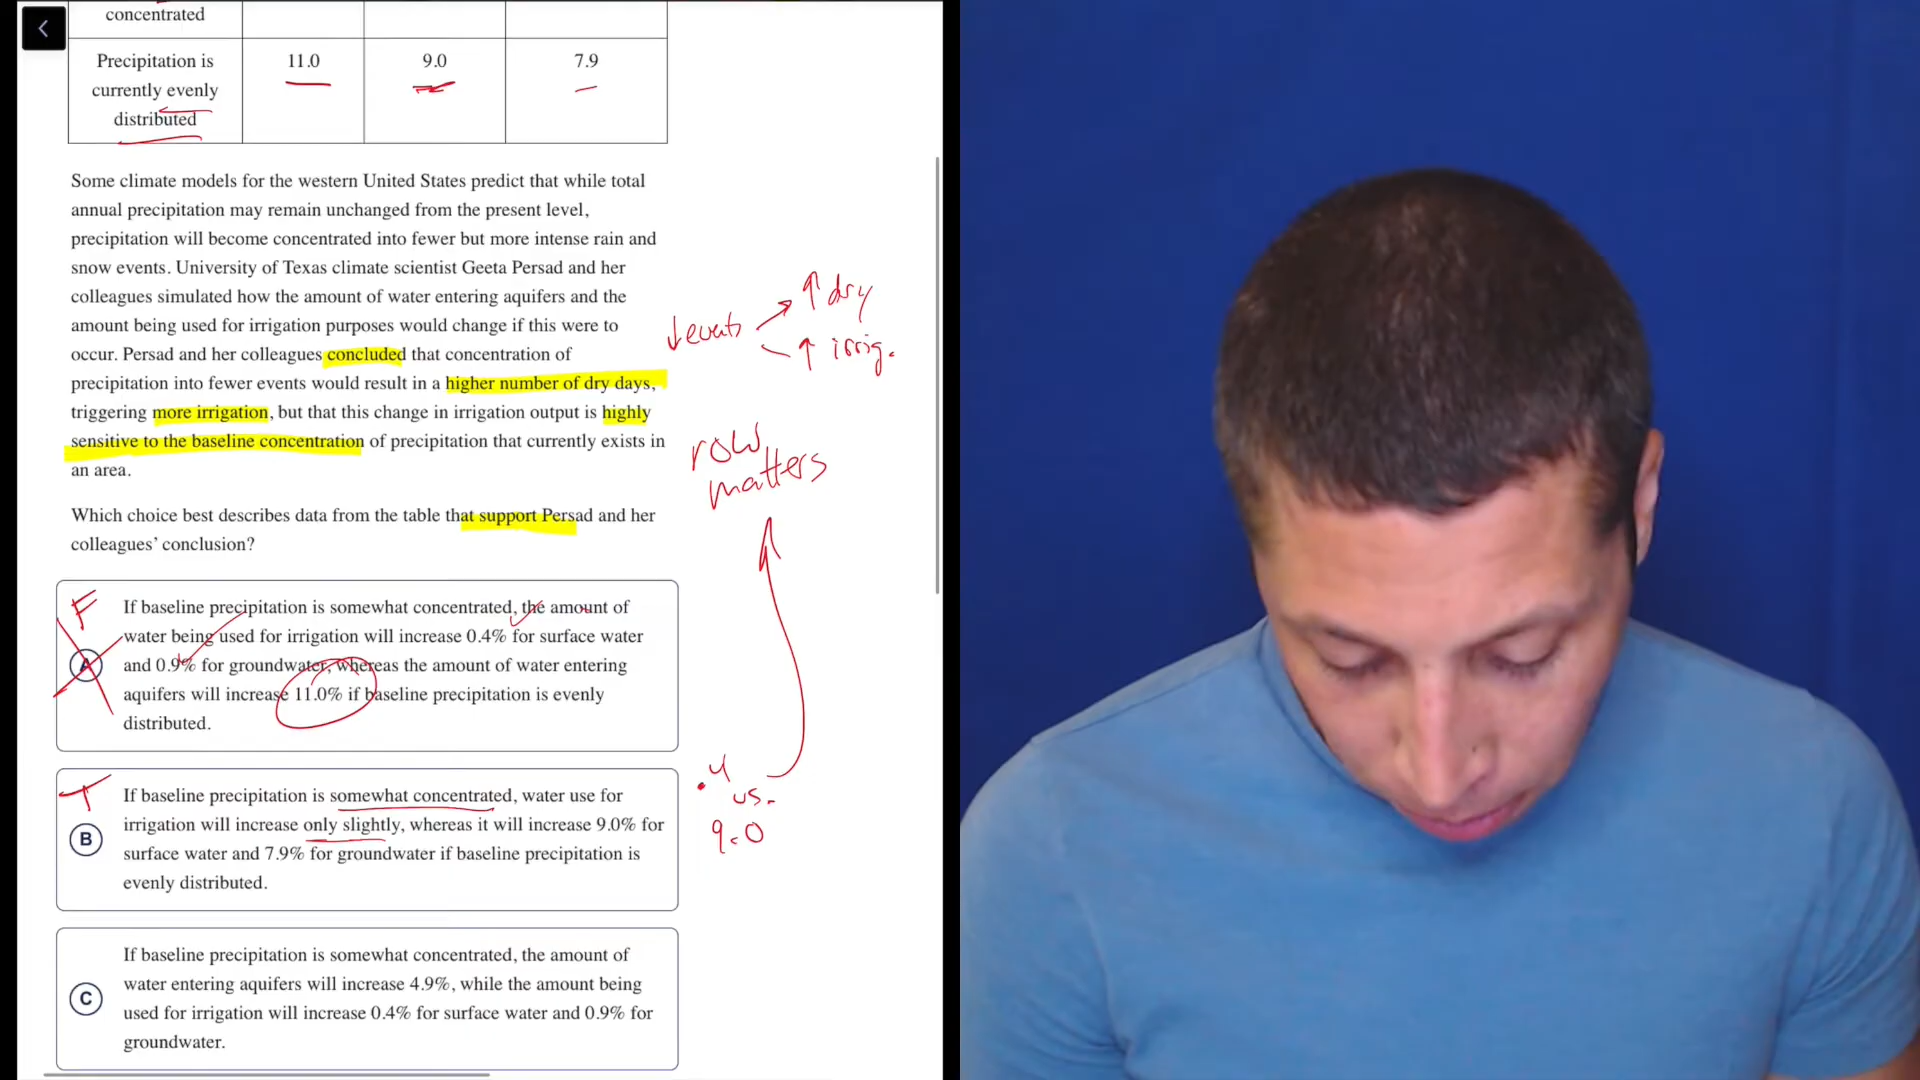 concentrated
Precipitation is currently evenly distributed
11.0
9.0
7.9
Some climate models for the western United States predict that while total
annual precipitation may remain unchanged from the present level,
precipitation will become concentrated into fewer but more intense rain and
snow events. University of Texas climate scientist Geeta Persad and her
colleagues simulated how the amount of water entering aquifers and the
amount being used for irrigation purposes would change if this were to
occur. Persad and her colleagues concluded that concentration of
precipitation into fewer events would result in a higher number of dry days,
triggering more irrigation, but that this change in irrigation output is highly
sensitive to the baseline concentration of precipitation that currently exists in
an area.
↓events
↑ dry
↑ irrig.
row
matters
Which choice best describes data from the table that support Persad and her
colleagues’ conclusion?
F
A
If baseline precipitation is somewhat concentrated, the amount of
water being used for irrigation will increase 0.4% for surface water
and 0.9% for groundwater, whereas the amount of water entering
aquifers will increase 11.0% if baseline precipitation is evenly
distributed.
T
B
If baseline precipitation is somewhat concentrated, water use for
irrigation will increase only slightly, whereas it will increase 9.0% for
surface water and 7.9% for groundwater if baseline precipitation is
evenly distributed.
.4
vs.
9.0
C
If baseline precipitation is somewhat concentrated, the amount of
water entering aquifers will increase 4.9%, while the amount being
used for irrigation will increase 0.4% for surface water and 0.9% for
groundwater.